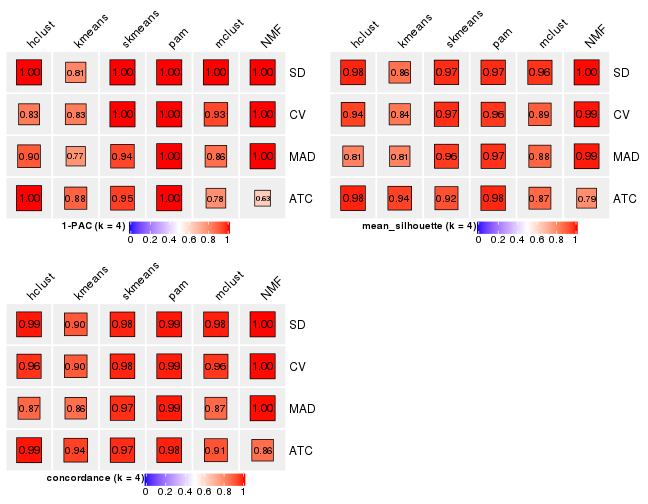 hclust kmeans skmeans pam mclust NMF
1.00 0.81 1.00 1.00 1.00 1.00 SD
0.83 0.83 1.00 1.00 0.93 1.00 CV
0.90 0.77 0.94 1.00 0.86 1.00 MAD
1.00 0.88 0.95 1.00 0.78 0.63 ATC
1-PAC (k = 4)
0 0.2 0.4 0.6 0.8 1
hclust kmeans skmeans pam mclust NMF
0.98 0.86 0.97 0.97 0.96 1.00 SD
0.94 0.84 0.97 0.96 0.89 0.99 CV
0.81 0.81 0.96 0.97 0.88 0.99 MAD
0.98 0.94 0.92 0.98 0.87 0.79 ATC
mean_silhouette (k = 4)
0 0.2 0.4 0.6 0.8 1
hclust kmeans skmeans pam mclust NMF
0.99 0.90 0.98 0.99 0.98 1.00 SD
0.96 0.90 0.98 0.99 0.96 1.00 CV
0.87 0.86 0.97 0.99 0.87 1.00 MAD
0.99 0.94 0.97 0.98 0.91 0.86 ATC
concordance (k = 4)
0 0.2 0.4 0.6 0.8 1